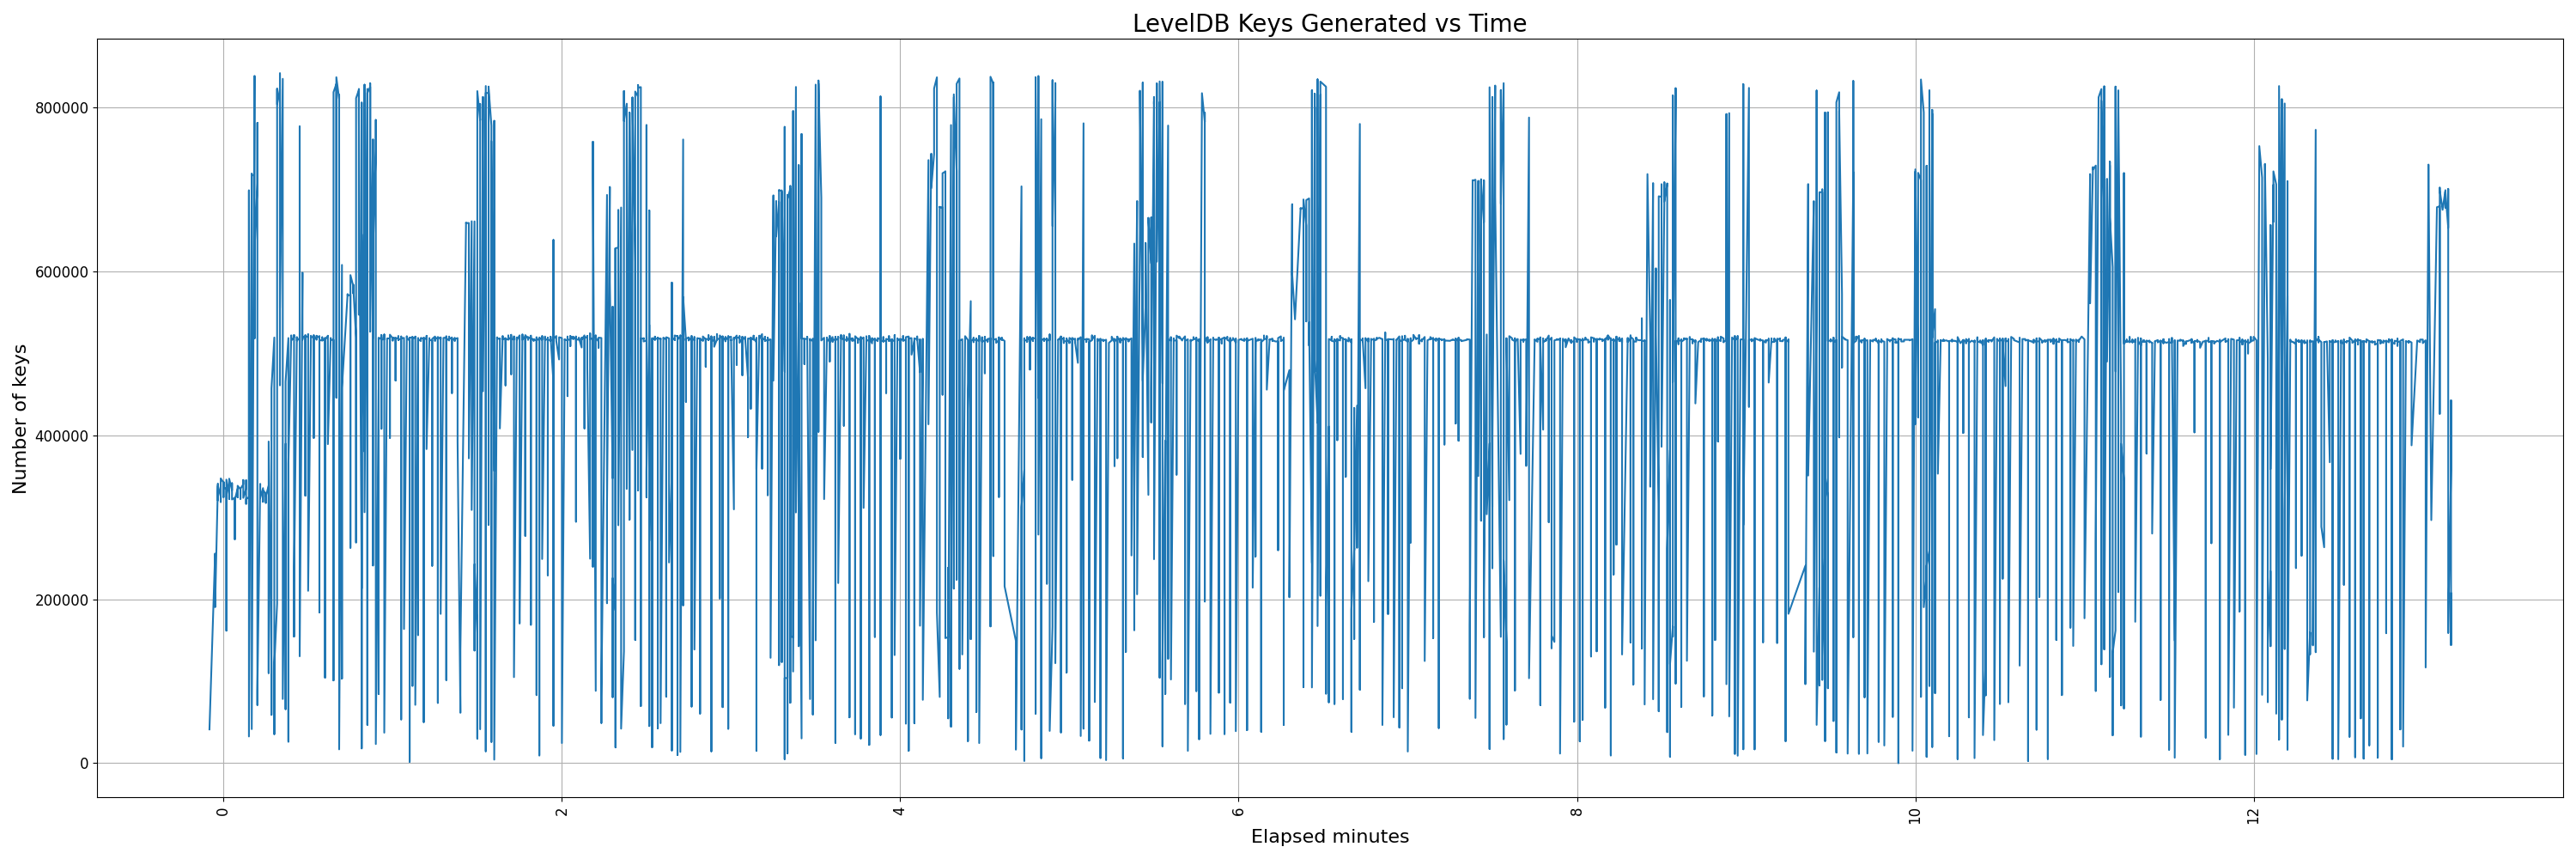 LevelDB Keys Generated vs Time
Number of keys
800000
600000
400000
200000
0
0 2 4 6 8 10 12
Elapsed minutes